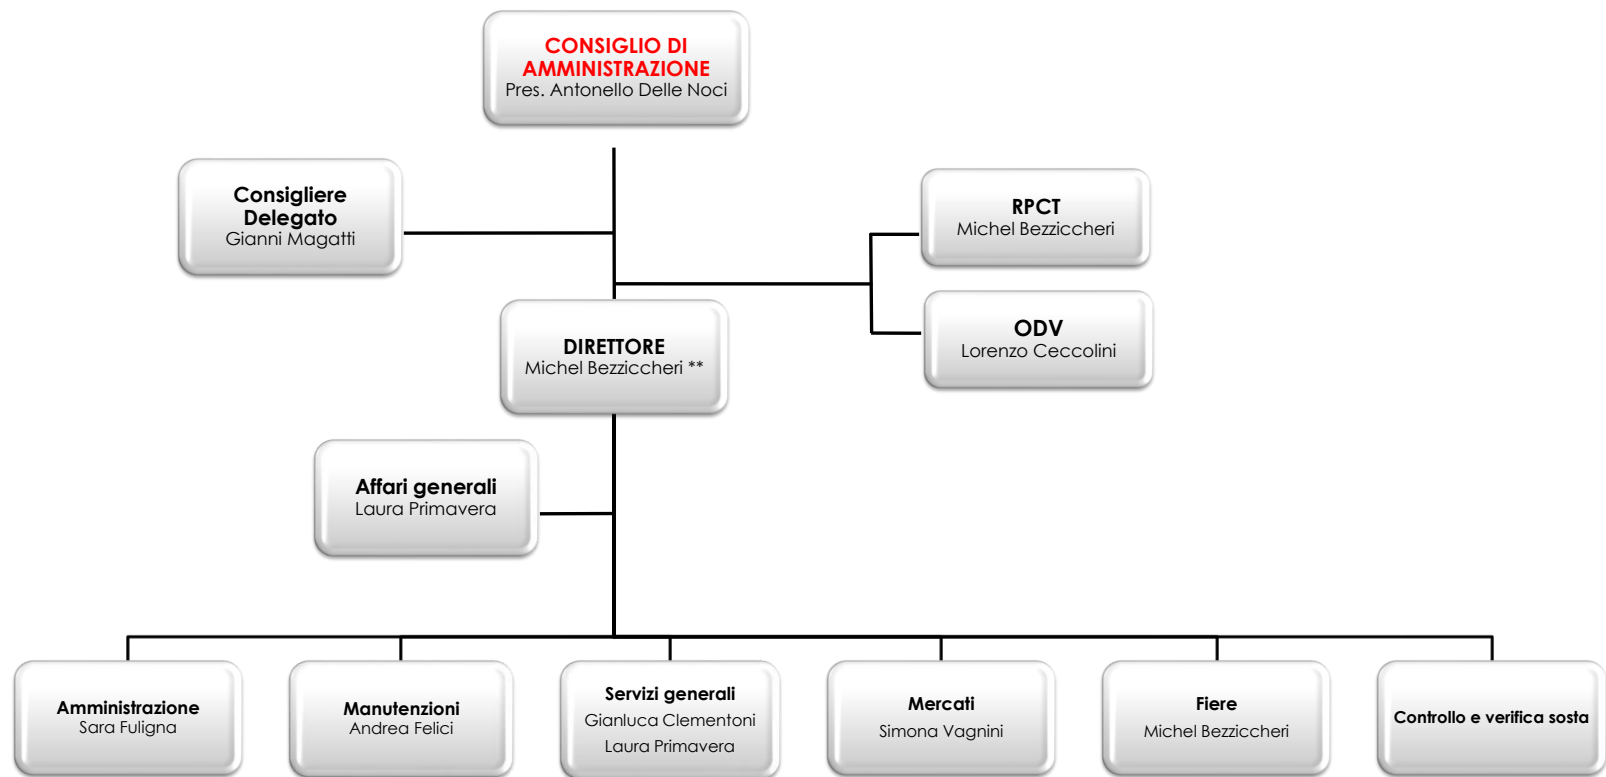 CONSIGLIO DI
AMMINISTRAZIONE
Pres. Antonello Delle Noci
Consigliere
Delegato
Gianni Magatti
RPCT
Michel Bezziccheri
ODV
Lorenzo Ceccolini
DIRETTORE
Michel Bezziccheri **
Affari generali
Laura Primavera
Amministrazione
Sara Fuligna
Manutenzioni
Andrea Felici
Servizi generali
Gianluca Clementoni
Laura Primavera
Mercati
Simona Vagnini
Fiere
Michel Bezziccheri
Controllo e verifica sosta